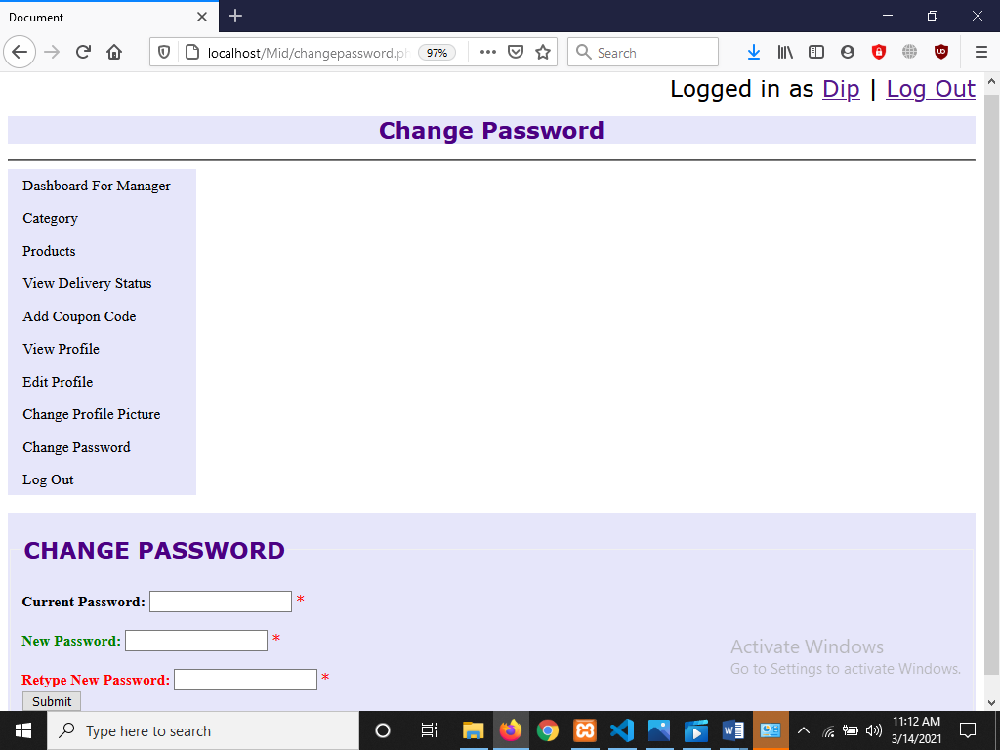 Document
localhost/Mid/changepassword.ph
97%
Search
Logged in as Dip | Log Out
Change Password
Dashboard For Manager
Category
Products
View Delivery Status
Add Coupon Code
View Profile
Edit Profile
Change Profile Picture
Change Password
Log Out
CHANGE PASSWORD
Current Password: *
New Password: *
Retype New Password: *
Submit
Activate Windows
Go to Settings to activate Windows.
Type here to search
11:12 AM
3/14/2021